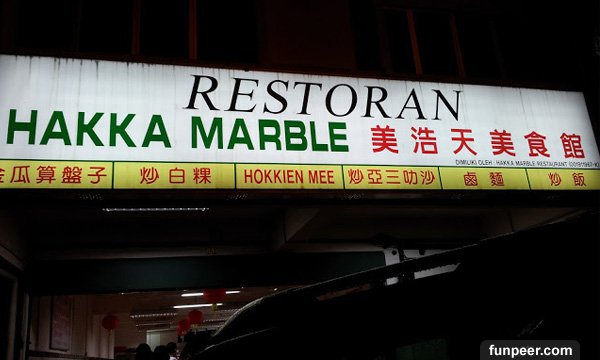 RESTORAN
HAKKA MARBLE 美浩天美食館
DIMILIKI OLEH : HAKKA MARBLE RESTAURANT
金瓜算盤子 炒白粿 HOKKIEN MEE 炒亞三叻沙 鹵麵 炒飯
funpeer.com